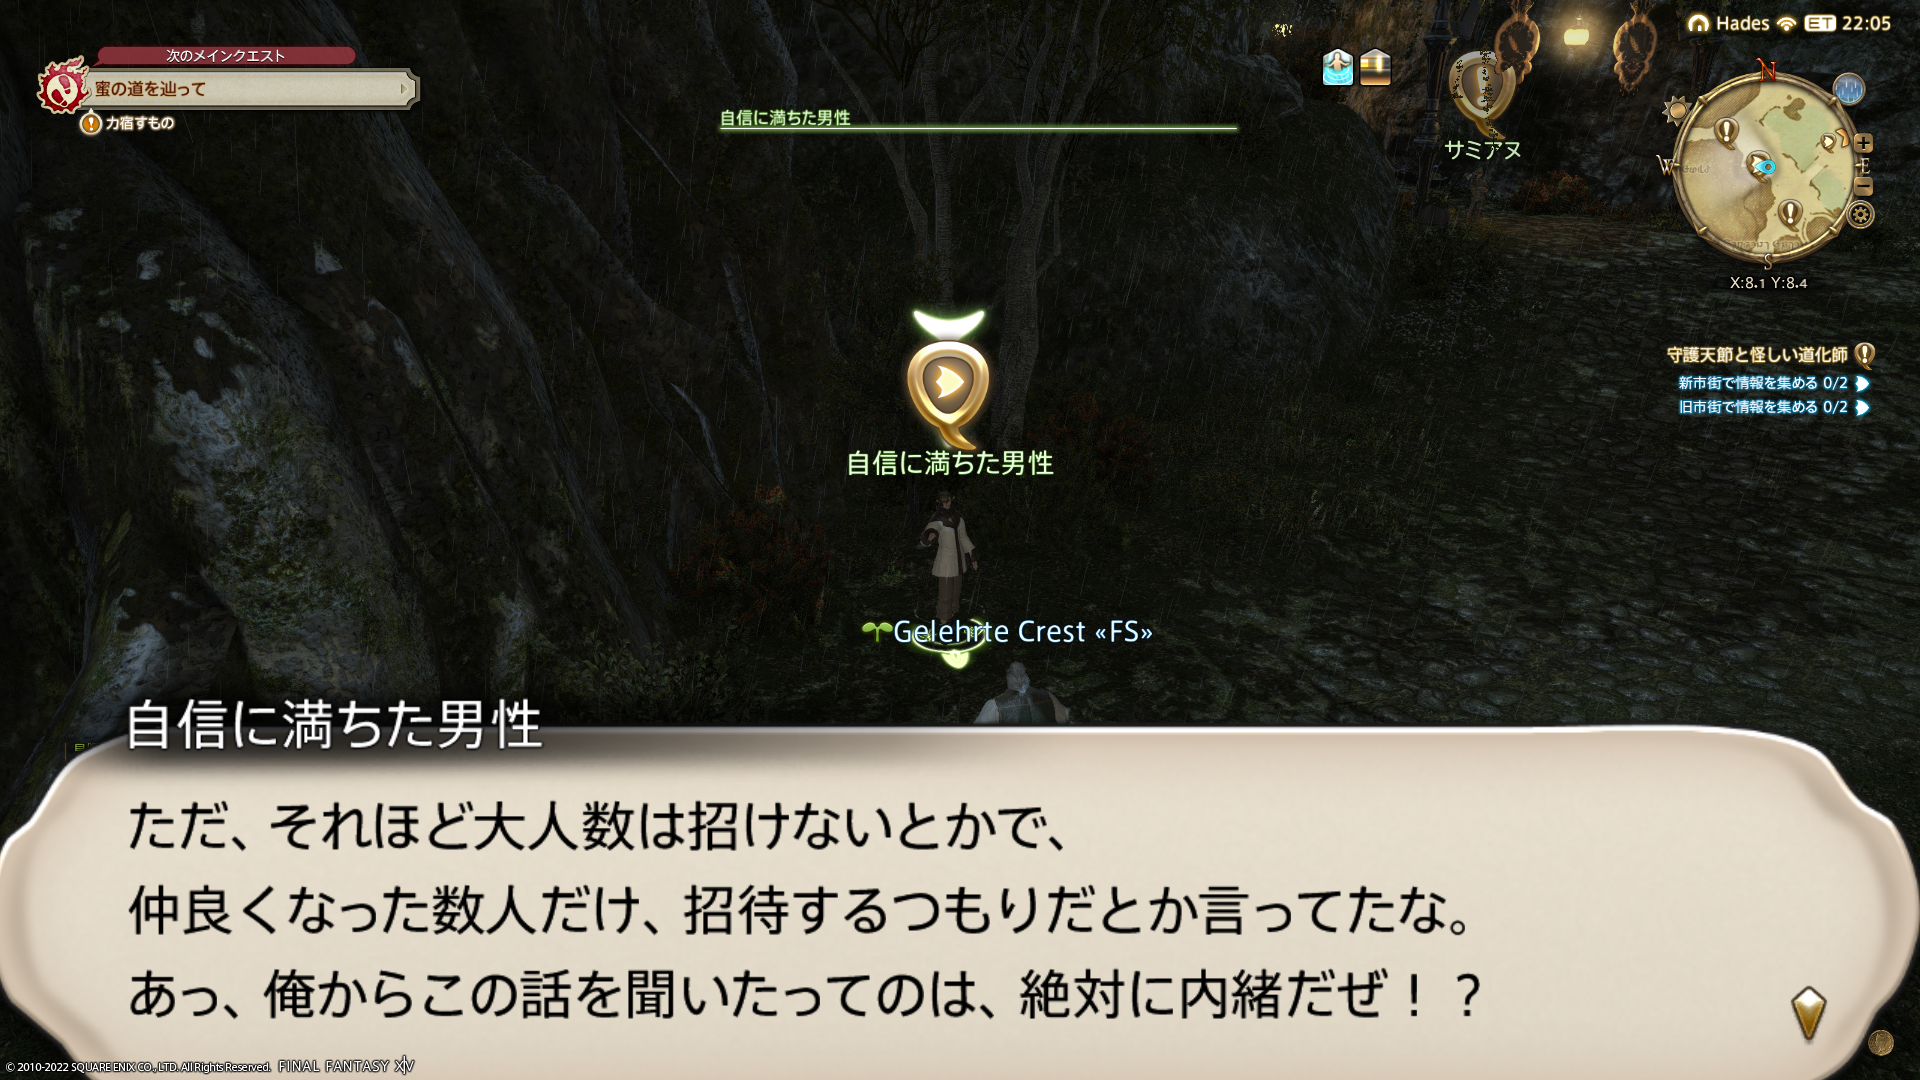 次のメインクエスト
蜜の道を辿って
力宿すもの
自信に満ちた男性
サミアヌ
Hades ET 22:05
N
W
E
S
X:8.1 Y:8.4
守護天節と怪しい道化師
新市街で情報を集める 0/2
旧市街で情報を集める 0/2
自信に満ちた男性
Gelehrte Crest «FS»
自信に満ちた男性
ただ、それほど大人数は招けないとかで、
仲良くなった数人だけ、招待するつもりだとか言ってたな。
あっ、俺からこの話を聞いたってのは、絶対に内緒だぜ！？
© 2010-2022 SQUARE ENIX CO., LTD. All Rights Reserved. FINAL FANTASY XIV